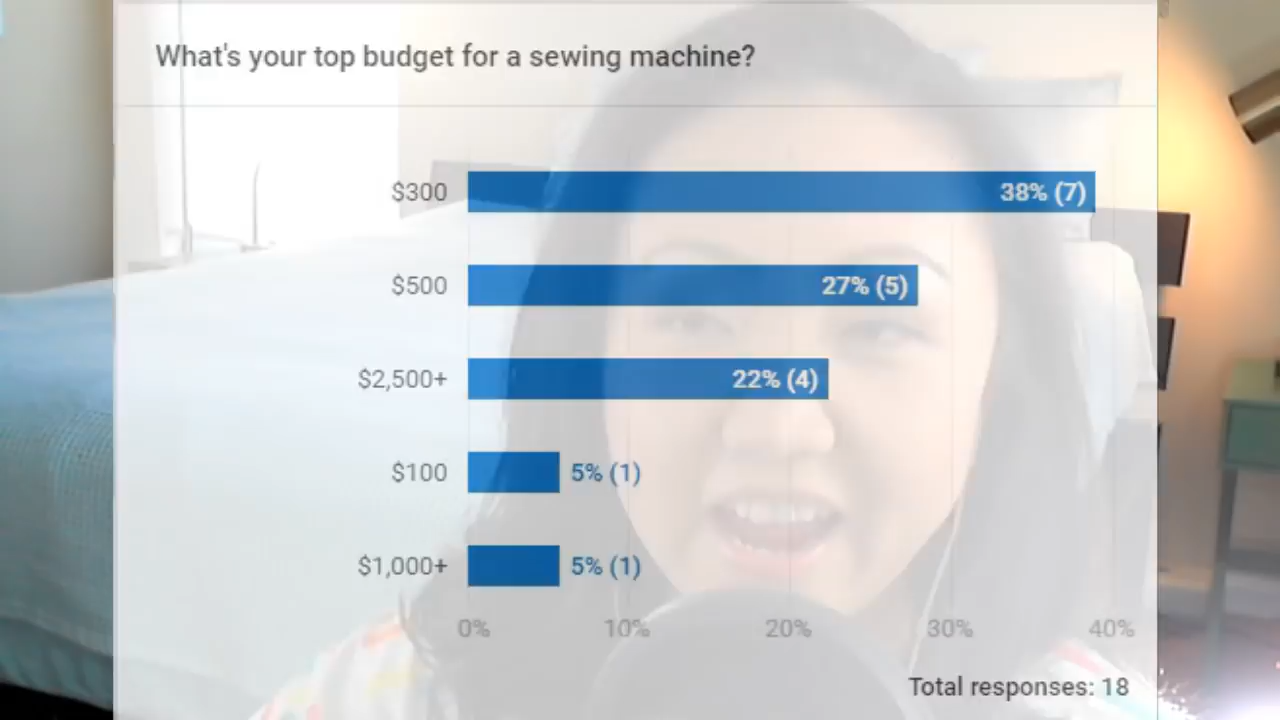 What's your top budget for a sewing machine?
$300 38% (7)
$500 27% (5)
$2,500+ 22% (4)
$100 5% (1)
$1,000+ 5% (1)
0% 10% 20% 30% 40%
Total responses: 18